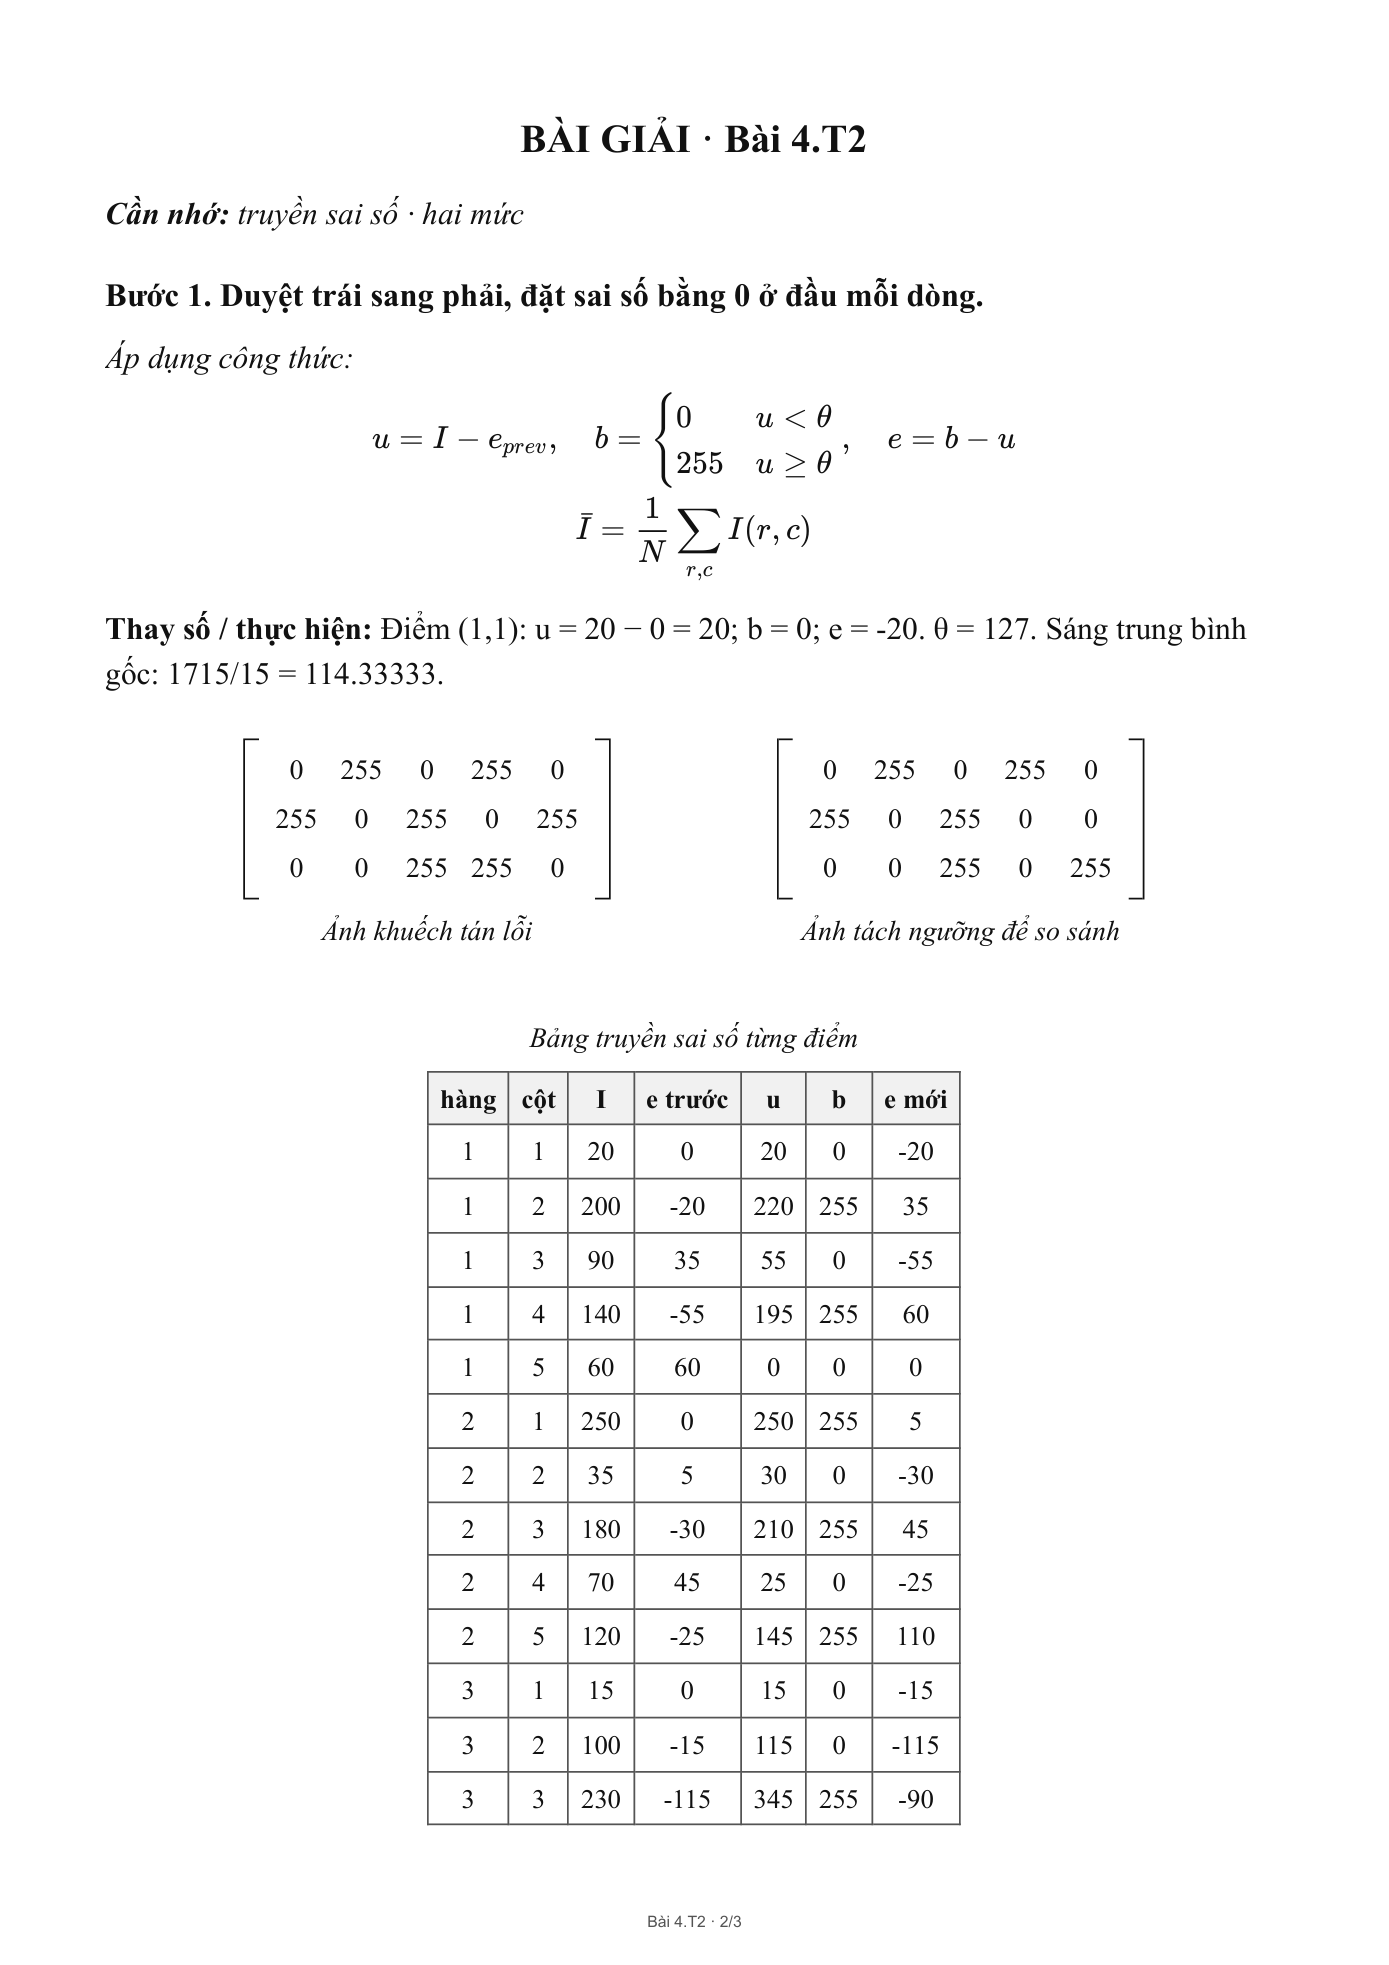 BÀI GIẢI · Bài 4.T2
Cần nhớ: truyền sai số · hai mức
Bước 1. Duyệt trái sang phải, đặt sai số bằng 0 ở đầu mỗi dòng.
Áp dụng công thức:
u = I − e_prev, b = { 0 u < θ ; 255 u ≥ θ , e = b − u
Ī = 1/N ∑_{r,c} I(r, c)
Thay số / thực hiện: Điểm (1,1): u = 20 − 0 = 20; b = 0; e = -20. θ = 127. Sáng trung bình
gốc: 1715/15 = 114.33333.
0 255 0 255 0
255 0 255 0 255
0 0 255 255 0
Ảnh khuếch tán lỗi
0 255 0 255 0
255 0 255 0 0
0 0 255 0 255
Ảnh tách ngưỡng để so sánh
Bảng truyền sai số từng điểm
hàng cột I e trước u b e mới
1 1 20 0 20 0 -20
1 2 200 -20 220 255 35
1 3 90 35 55 0 -55
1 4 140 -55 195 255 60
1 5 60 60 0 0 0
2 1 250 0 250 255 5
2 2 35 5 30 0 -30
2 3 180 -30 210 255 45
2 4 70 45 25 0 -25
2 5 120 -25 145 255 110
3 1 15 0 15 0 -15
3 2 100 -15 115 0 -115
3 3 230 -115 345 255 -90
Bài 4.T2 · 2/3